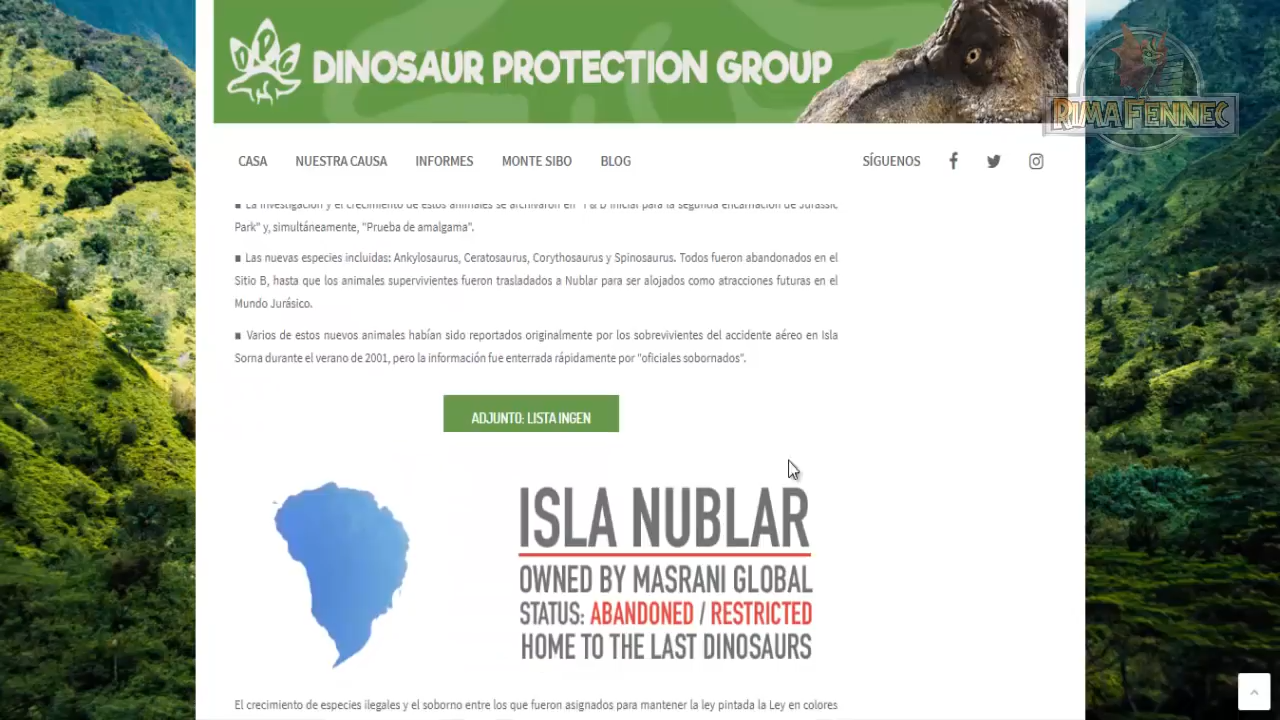 DPG
DINOSAUR PROTECTION GROUP
RIMA FENNEC
CASA NUESTRA CAUSA INFORMES MONTE SIBO BLOG SÍGUENOS
■ La investigación y el crecimiento de estos animales se archivaron en "I & D inicial para la segunda encarnación de Jurassic
Park" y, simultáneamente, "Prueba de amalgama".
■ Las nuevas especies incluidas: Ankylosaurus, Ceratosaurus, Corythosaurus y Spinosaurus. Todos fueron abandonados en el
Sitio B, hasta que los animales supervivientes fueron trasladados a Nublar para ser alojados como atracciones futuras en el
Mundo Jurásico.
■ Varios de estos nuevos animales habían sido reportados originalmente por los sobrevivientes del accidente aéreo en Isla
Sorna durante el verano de 2001, pero la información fue enterrada rápidamente por "oficiales sobornados".
ADJUNTO: LISTA INGEN
ISLA NUBLAR
OWNED BY MASRANI GLOBAL
STATUS: ABANDONED / RESTRICTED
HOME TO THE LAST DINOSAURS
El crecimiento de especies ilegales y el soborno entre los que fueron asignados para mantener la ley pintada la Ley en colores